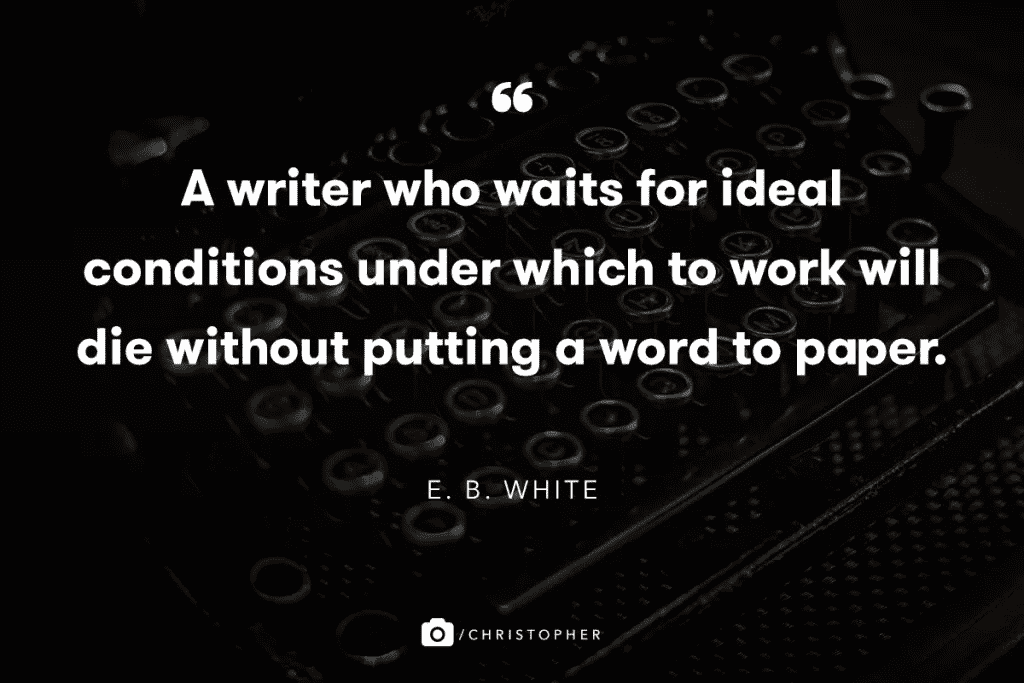 “
A writer who waits for ideal
conditions under which to work will
die without putting a word to paper.
E. B. WHITE
/CHRISTOPHER